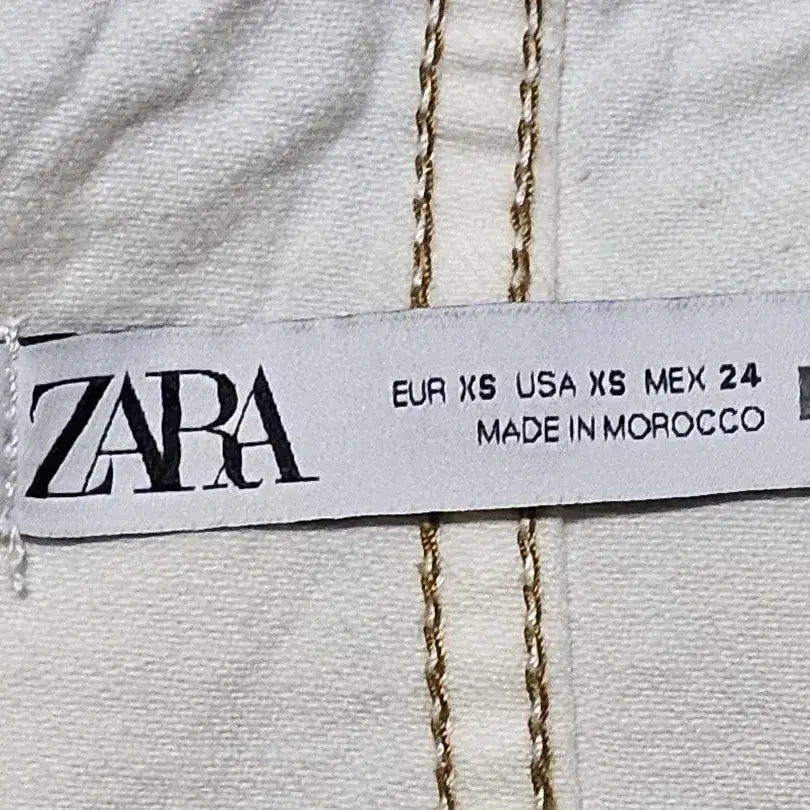 ZARA
EUR XS USA XS MEX 24
MADE IN MOROCCO